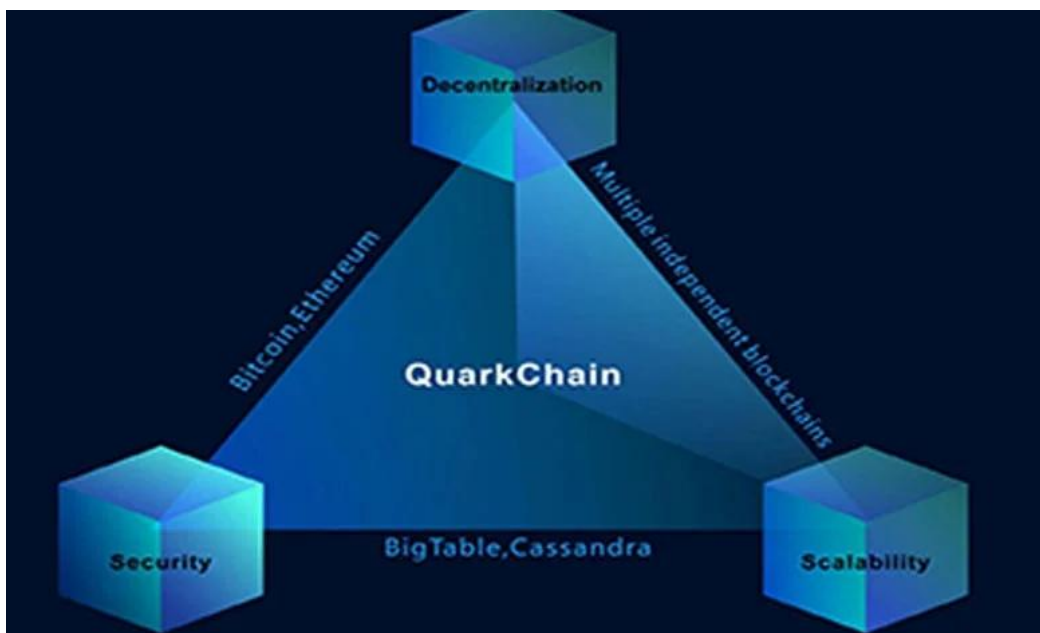 Decentralization
Multiple independent blockchains
Bitcoin,Ethereum
QuarkChain
BigTable,Cassandra
Security
Scalability